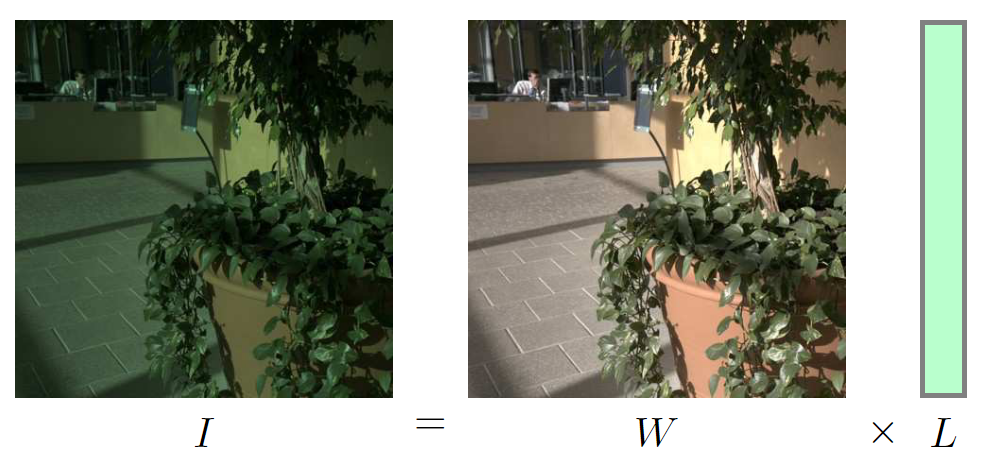 I = W × L